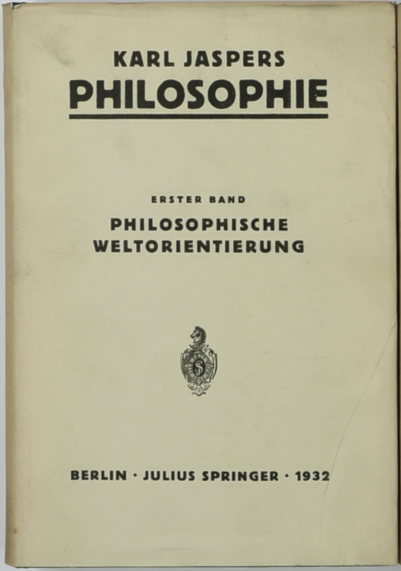 KARL JASPERS
PHILOSOPHIE
ERSTER BAND
PHILOSOPHISCHE
WELTORIENTIERUNG
BERLIN · JULIUS SPRINGER · 1932